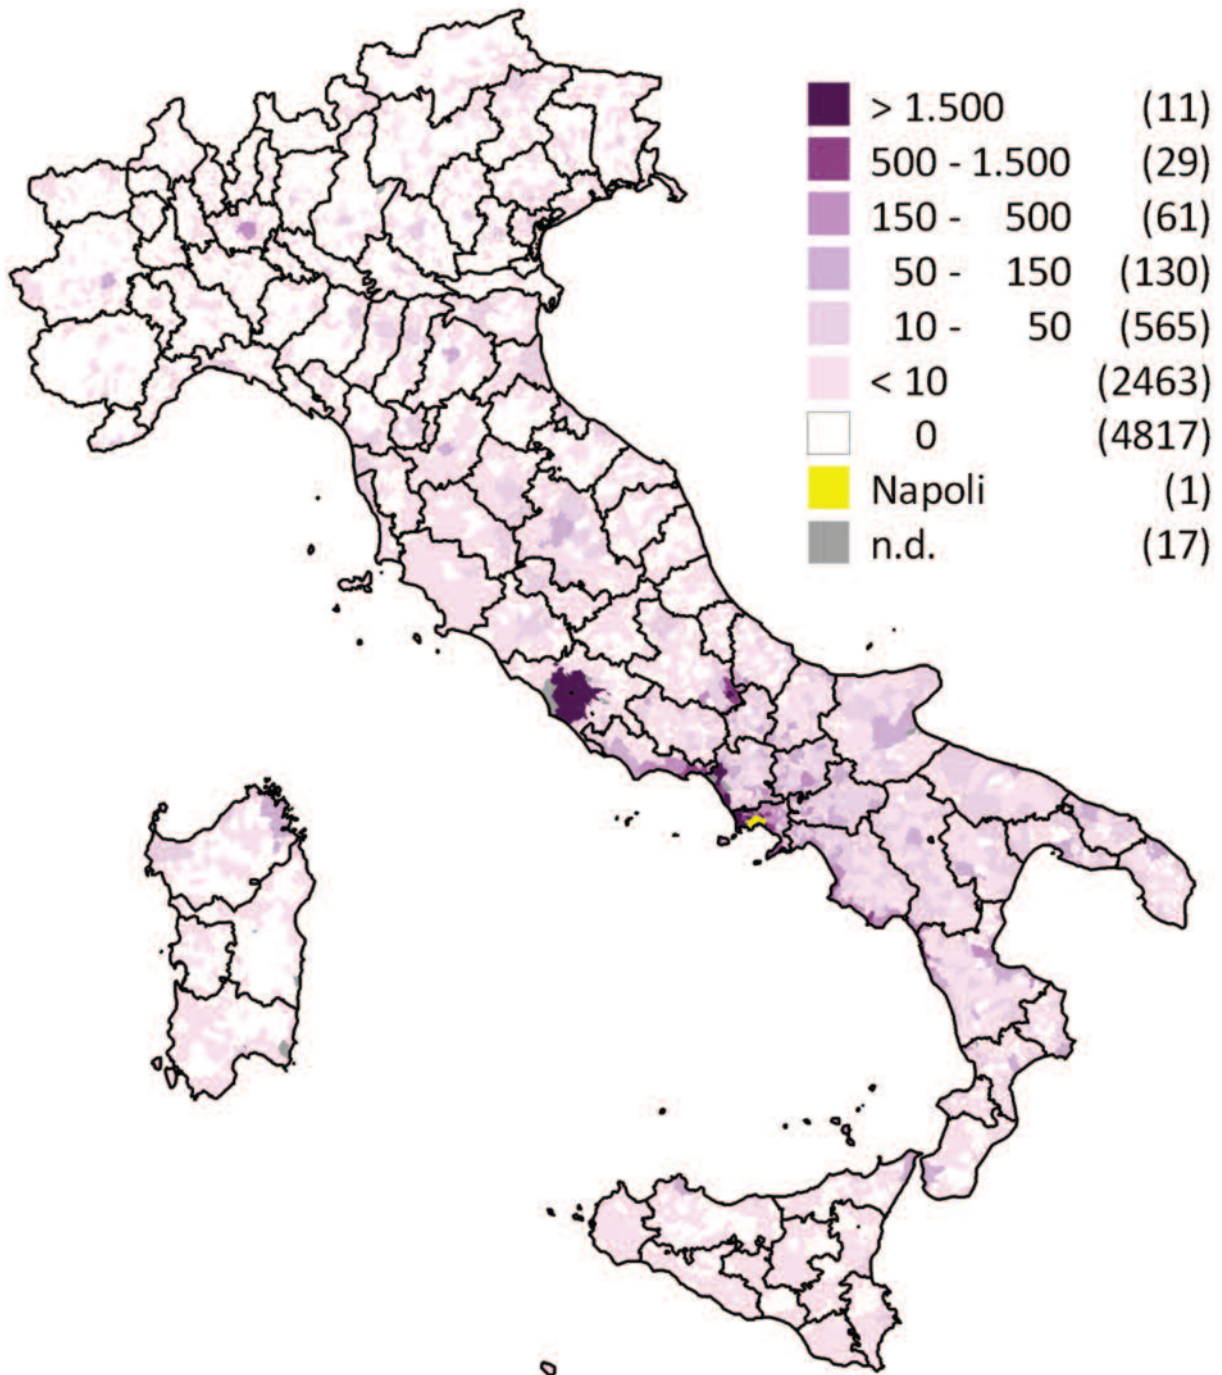 > 1.500 (11)
500 - 1.500 (29)
150 - 500 (61)
50 - 150 (130)
10 - 50 (565)
< 10 (2463)
0 (4817)
Napoli (1)
n.d. (17)